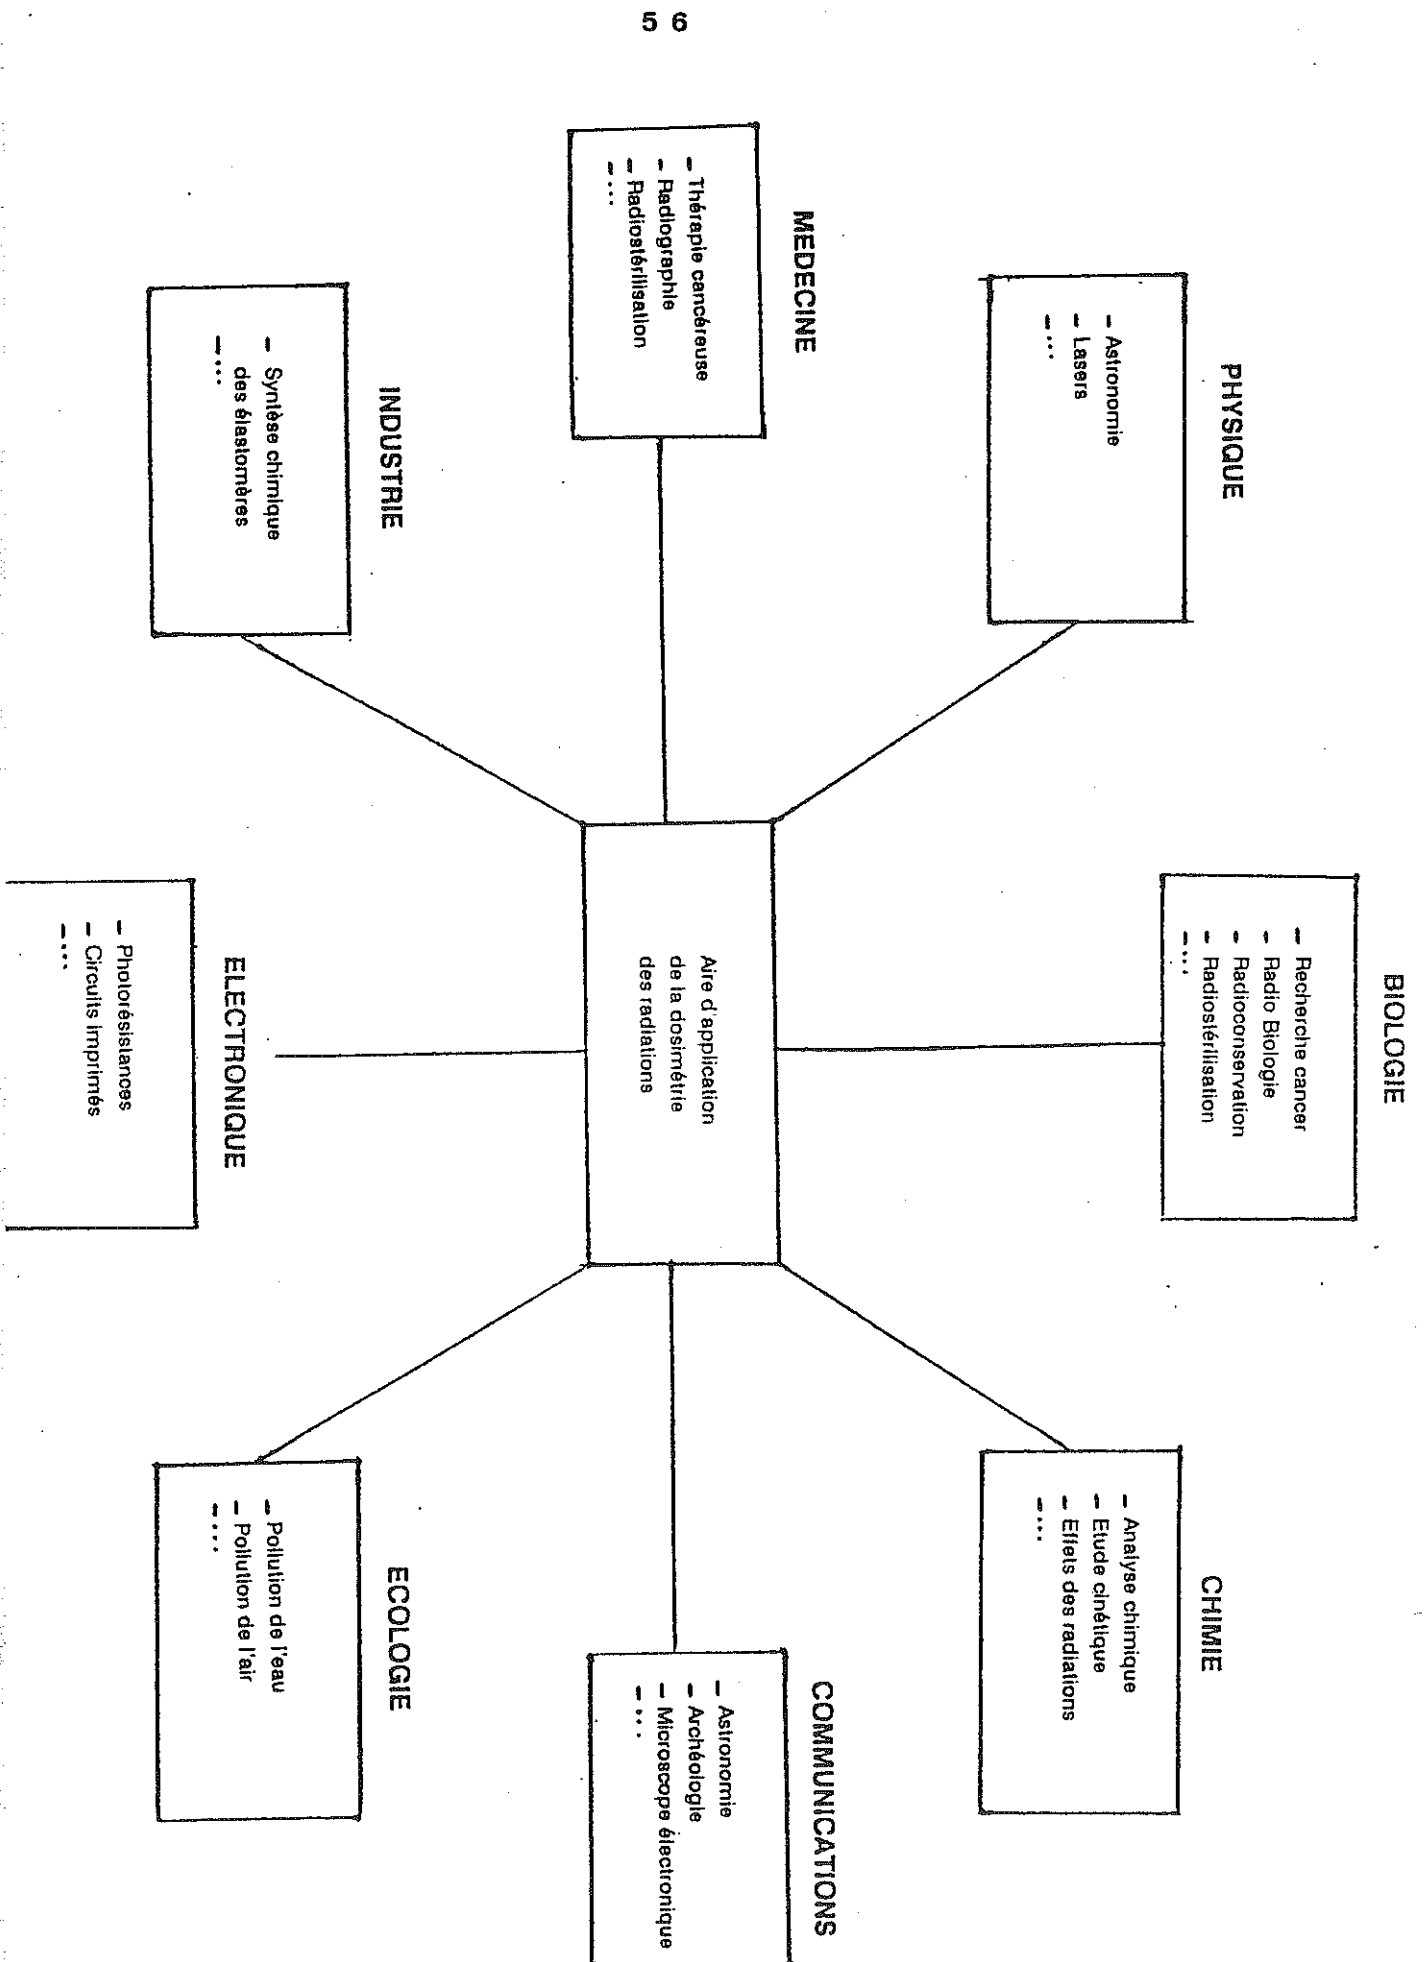 5 6
BIOLOGIE
– Recherche cancer
- Radio Biologie
- Radioconservation
- Radiostérilisation
– ...
PHYSIQUE
– Astronomie
– Lasers
– ...
CHIMIE
– Analyse chimique
– Etude cinétique
– Effets des radiations
– ...
MEDECINE
– Thérapie cancéreuse
- Radiographie
– Radiostérilisation
– ...
Aire d'application
de la dosimétrie
des radiations
COMMUNICATIONS
– Astronomie
– Archéologie
– Microscope électronique
– ...
INDUSTRIE
– Syntèse chimique
des élastomères
– ...
ECOLOGIE
– Pollution de l'eau
– Pollution de l'air
– ...
ELECTRONIQUE
– Photorésistances
– Circuits imprimés
– ...